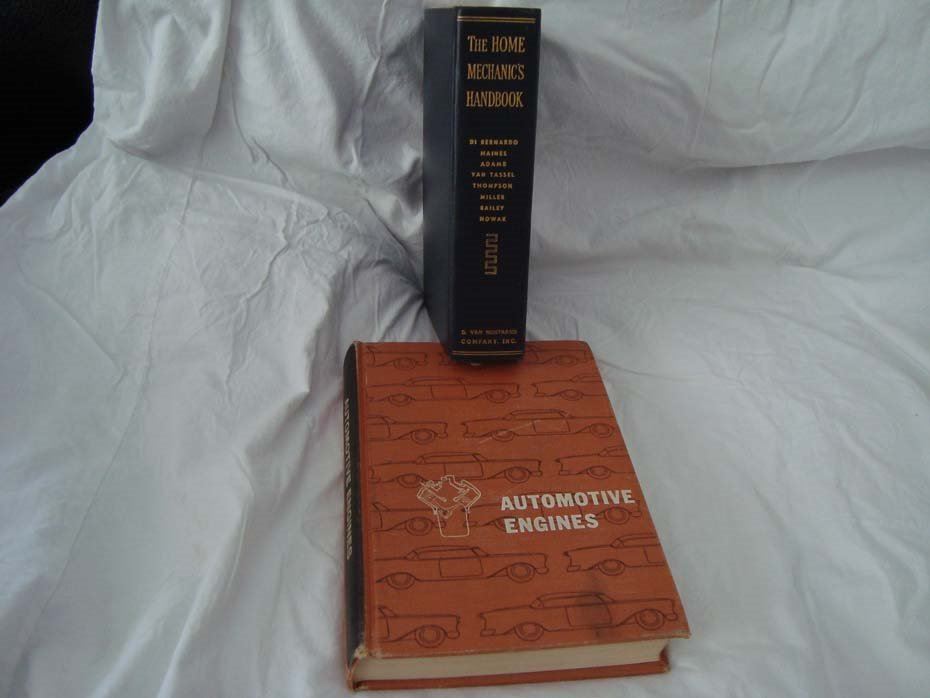 THE HOME
MECHANIC'S
HANDBOOK
DI BERNARDO
HAINES
ADAMS
VAN TASSEL
THOMPSON
MILLER
BAILEY
NOWAK
D. VAN NOSTRAND
COMPANY, INC.
AUTOMOTIVE ENGINES
AUTOMOTIVE
ENGINES